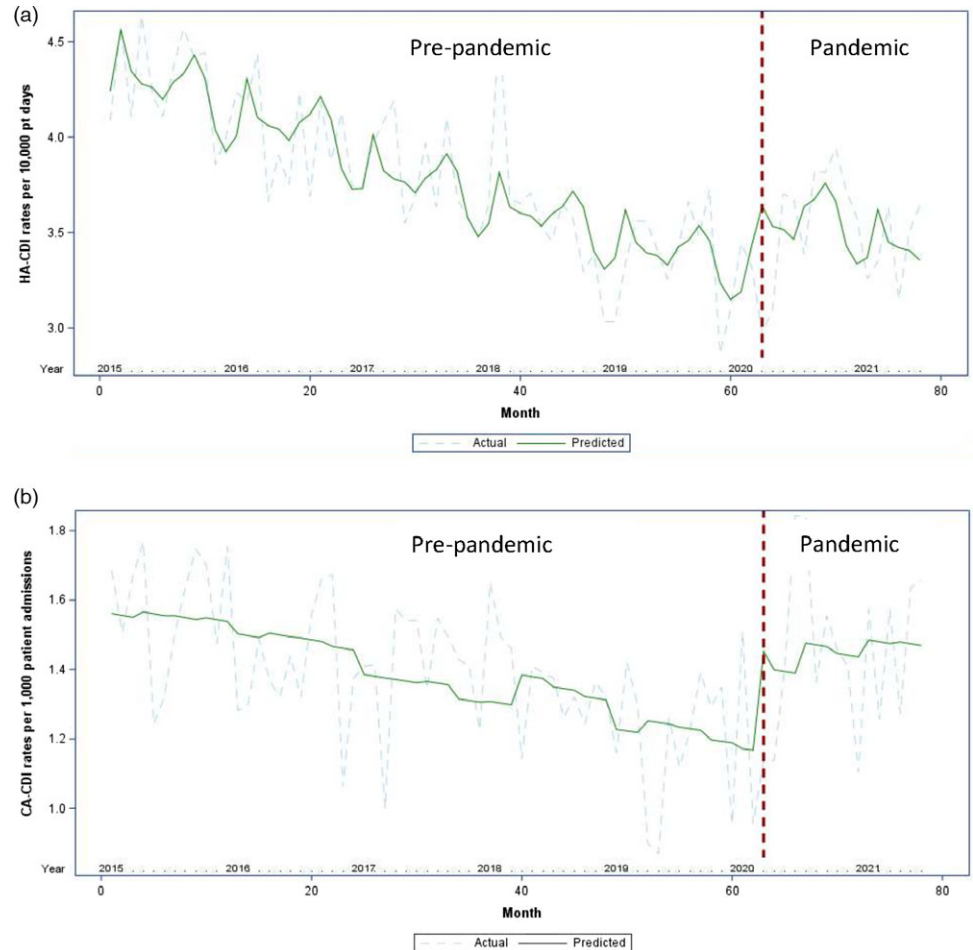 (a)
Pre-pandemic
Pandemic
HA-CDI rates per 10,000 pt days
4.5
4.0
3.5
3.0
Year
2015 2016 2017 2018 2019 2020 2021
0 20 40 60 80
Month
Actual Predicted
(b)
Pre-pandemic
Pandemic
CA-CDI rates per 1,000 patient admissions
1.8
1.6
1.4
1.2
1.0
Year
2015 2016 2017 2018 2019 2020 2021
0 20 40 60 80
Month
Actual Predicted